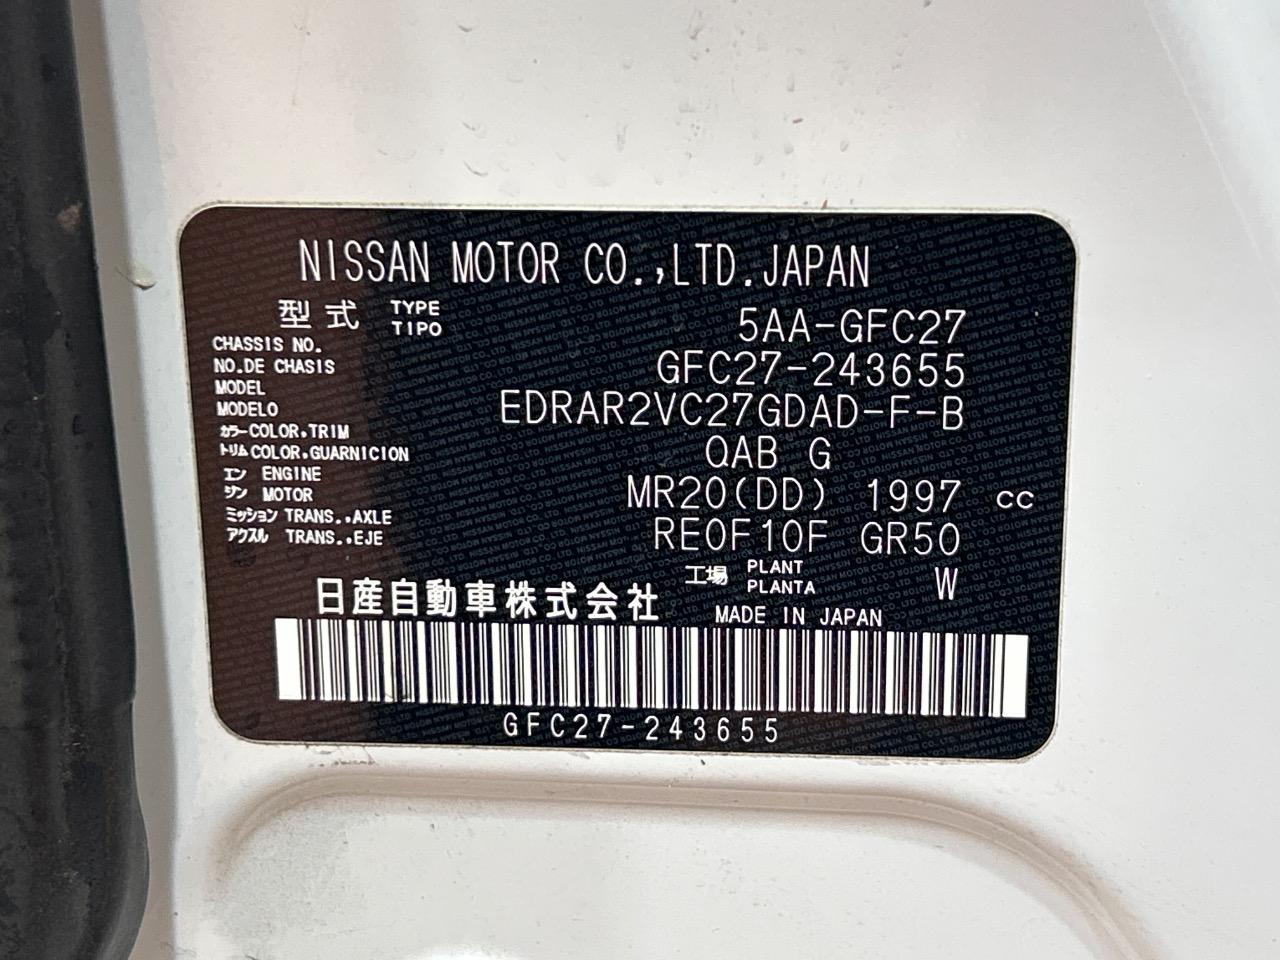 NISSAN MOTOR CO.,LTD.JAPAN
型式 TYPE TIPO 5AA-GFC27
CHASSIS NO.
NO.DE CHASIS GFC27-243655
MODEL
MODELO EDRAR2VC27GDAD-F-B
カラー COLOR.TRIM
トリム COLOR.GUARNICION QAB G
エン ENGINE
ジン MOTOR MR20(DD) 1997 cc
ミッション TRANS..AXLE
アクスル TRANS..EJE RE0F10F GR50
工場 PLANT PLANTA W
日産自動車株式会社 MADE IN JAPAN
GFC27-243655